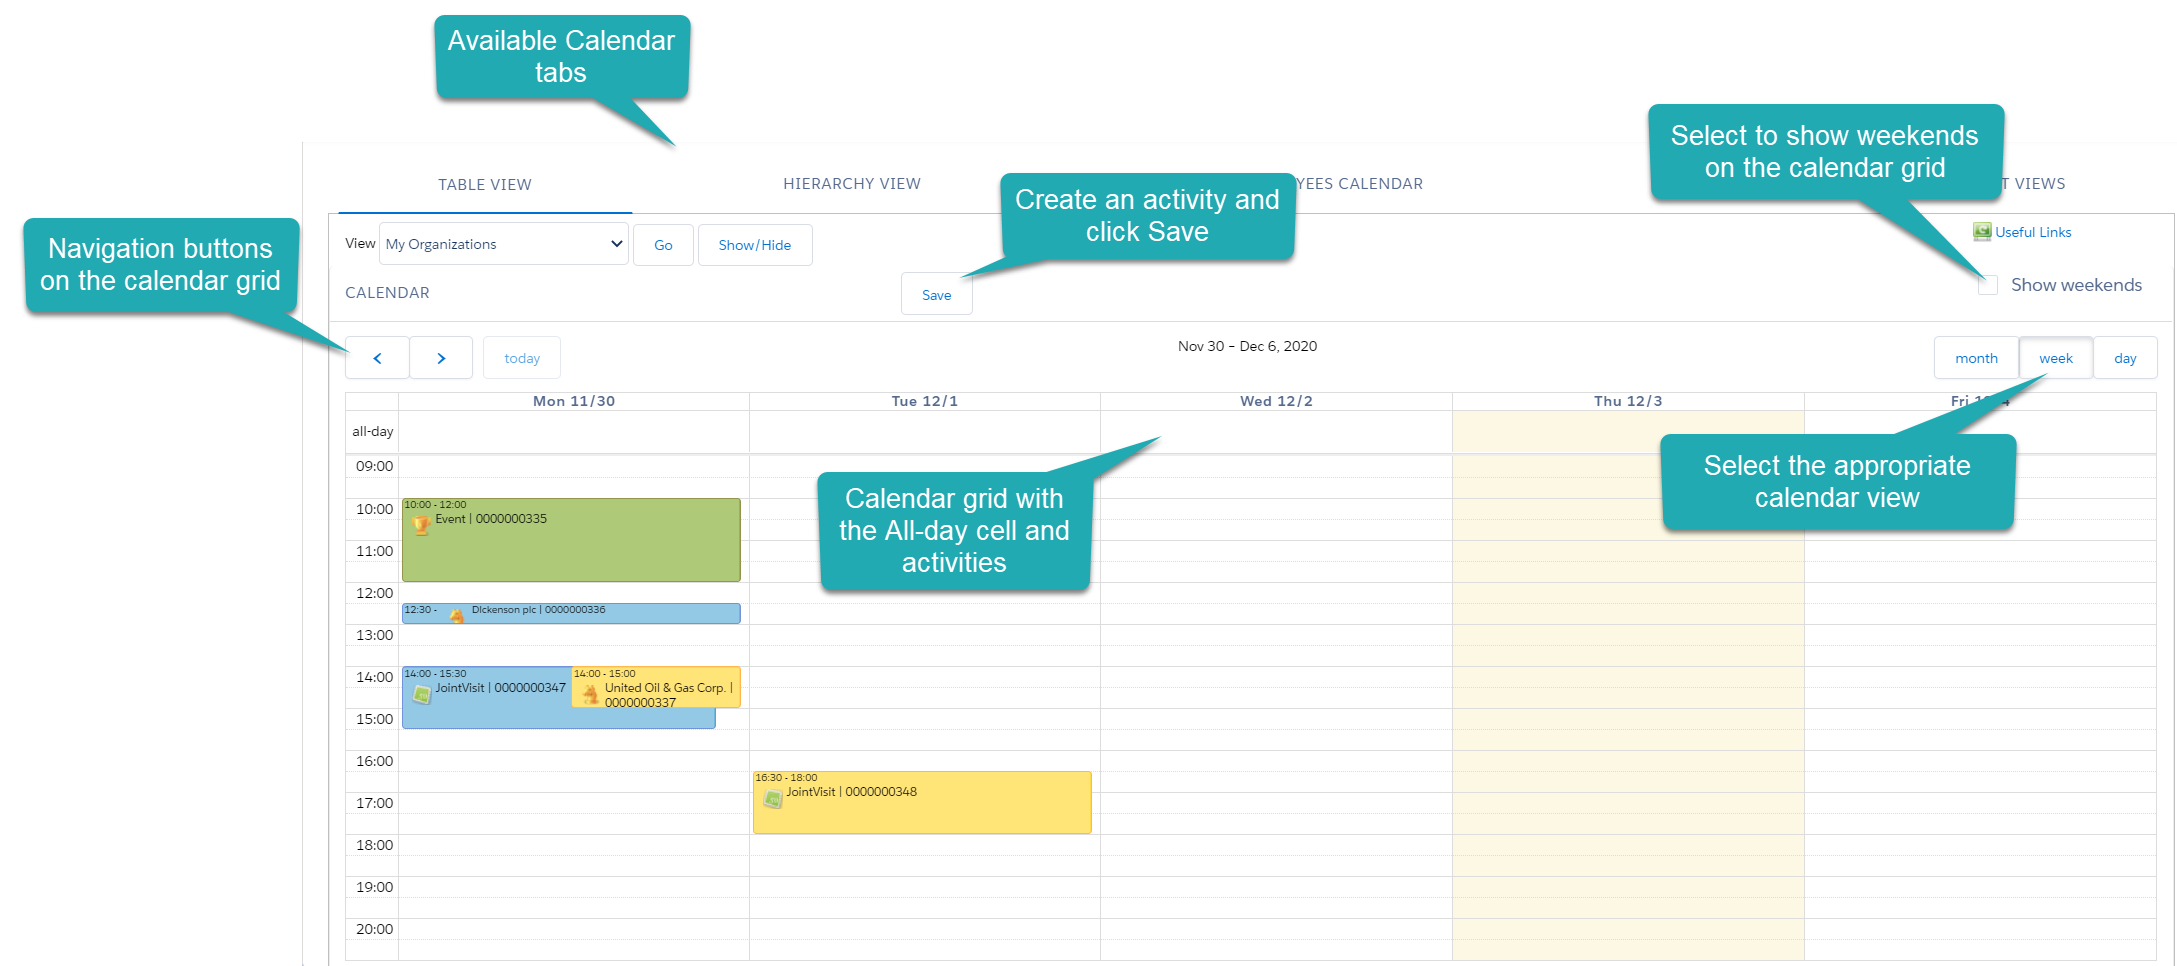 Available Calendar
tabs
Select to show weekends
on the calendar grid
TABLE VIEW
HIERARCHY VIEW
YEES CALENDAR
T VIEWS
Create an activity and
click Save
Navigation buttons
on the calendar grid
View My Organizations Go Show/Hide
Useful Links
CALENDAR
Save
Show weekends
< > today
Nov 30 – Dec 6, 2020
month week day
Mon 11/30 Tue 12/1 Wed 12/2 Thu 12/3 Fri
all-day
Select the appropriate
calendar view
Calendar grid with
the All-day cell and
activities
09:00
10:00
10:00 - 12:00
Event | 0000000335
11:00
12:00
12:30 - Dickenson plc | 0000000336
13:00
14:00
14:00 - 15:30
JointVisit | 0000000347
14:00 - 15:00
United Oil & Gas Corp. |
0000000337
15:00
16:00
16:30 - 18:00
JointVisit | 0000000348
17:00
18:00
19:00
20:00